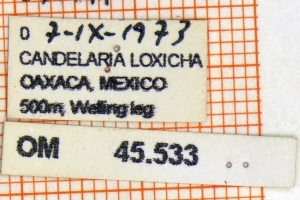 0 7-IX-1973
CANDELARIA LOXICHA
OAXACA, MEXICO
500m, Welling leg
OM 45.533